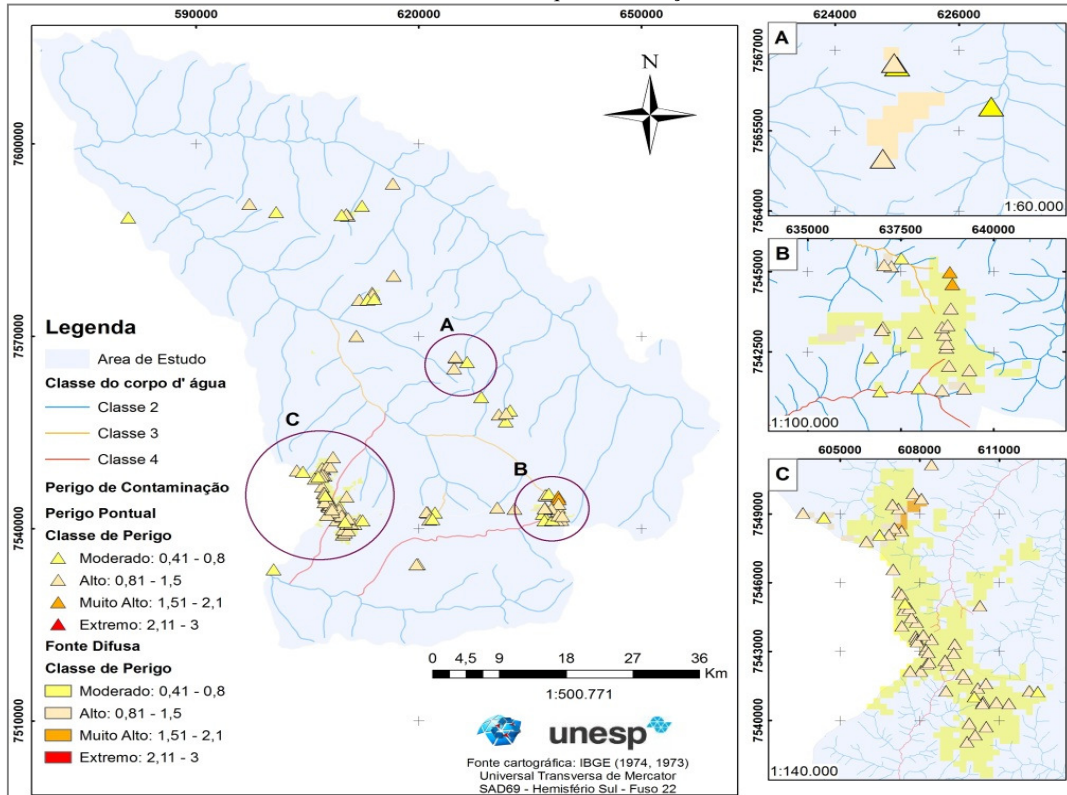 590000 620000 650000
7600000
7570000
7540000
7510000
N
A
B
C
Legenda
Area de Estudo
Classe do corpo d' água
Classe 2
Classe 3
Classe 4
Perigo de Contaminação
Perigo Pontual
Classe de Perigo
Moderado: 0,41 - 0,8
Alto: 0,81 - 1,5
Muito Alto: 1,51 - 2,1
Extremo: 2,11 - 3
Fonte Difusa
Classe de Perigo
Moderado: 0,41 - 0,8
Alto: 0,81 - 1,5
Muito Alto: 1,51 - 2,1
Extremo: 2,11 - 3
0 4,5 9 18 27 36
Km
1:500.771
unesp
Fonte cartográfica: IBGE (1974, 1973)
Universal Transversa de Mercator
SAD69 - Hemisfério Sul - Fuso 22
624000 626000
A
7567000
7565500
7564000
1:60.000
635000 637500 640000
B
7545000
7542500
1:100.000
605000 608000 611000
C
7549000
7546000
7543000
7540000
1:140.000